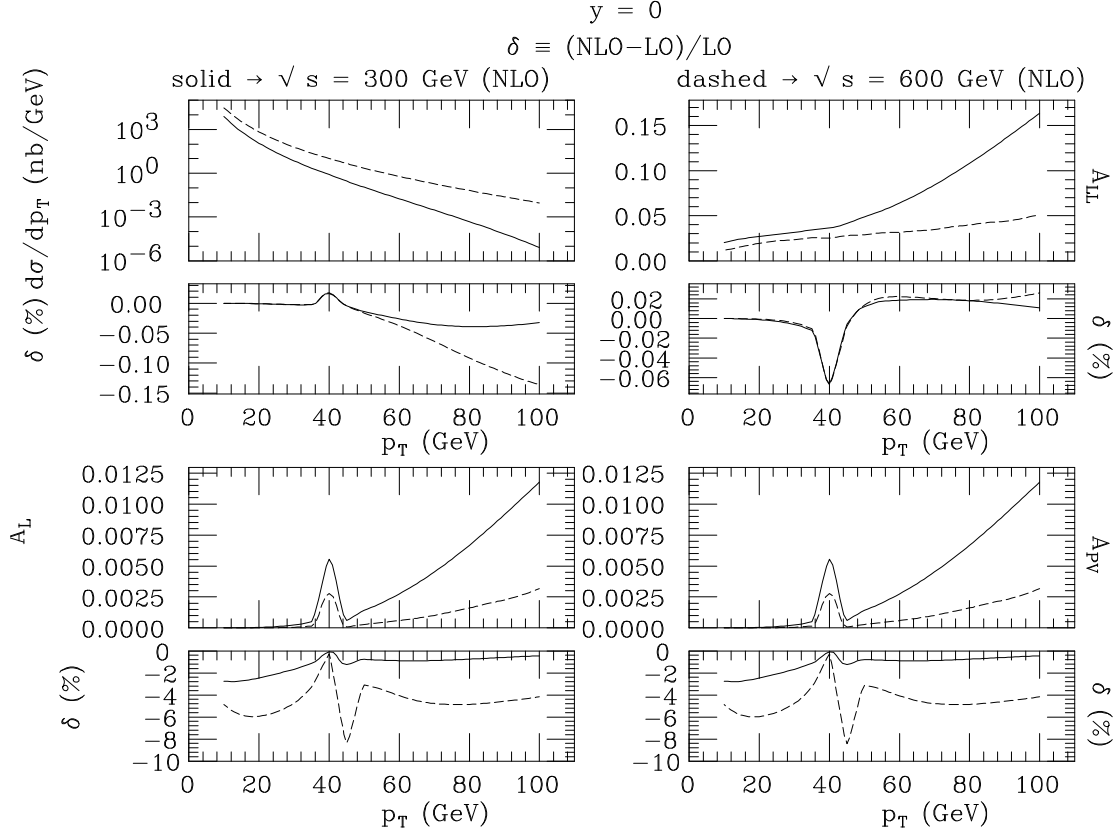 y = 0
δ ≡ (NLO−LO)/LO
solid → √ s = 300 GeV (NLO)
dashed → √ s = 600 GeV (NLO)
dσ/dp_T (nb/GeV)
10^3
10^0
10^−3
10^−6
0.15
0.10
0.05
0.00
A_LL
δ (%)
0.00
−0.05
−0.10
−0.15
0 20 40 60 80 100
p_T (GeV)
0.02
0.00
−0.02
−0.04
−0.06
δ (%)
0 20 40 60 80 100
p_T (GeV)
A_L
0.0125
0.0100
0.0075
0.0050
0.0025
0.0000
0.0125
0.0100
0.0075
0.0050
0.0025
0.0000
A_PV
δ (%)
0
−2
−4
−6
−8
−10
0 20 40 60 80 100
p_T (GeV)
0
−2
−4
−6
−8
−10
δ (%)
0 20 40 60 80 100
p_T (GeV)